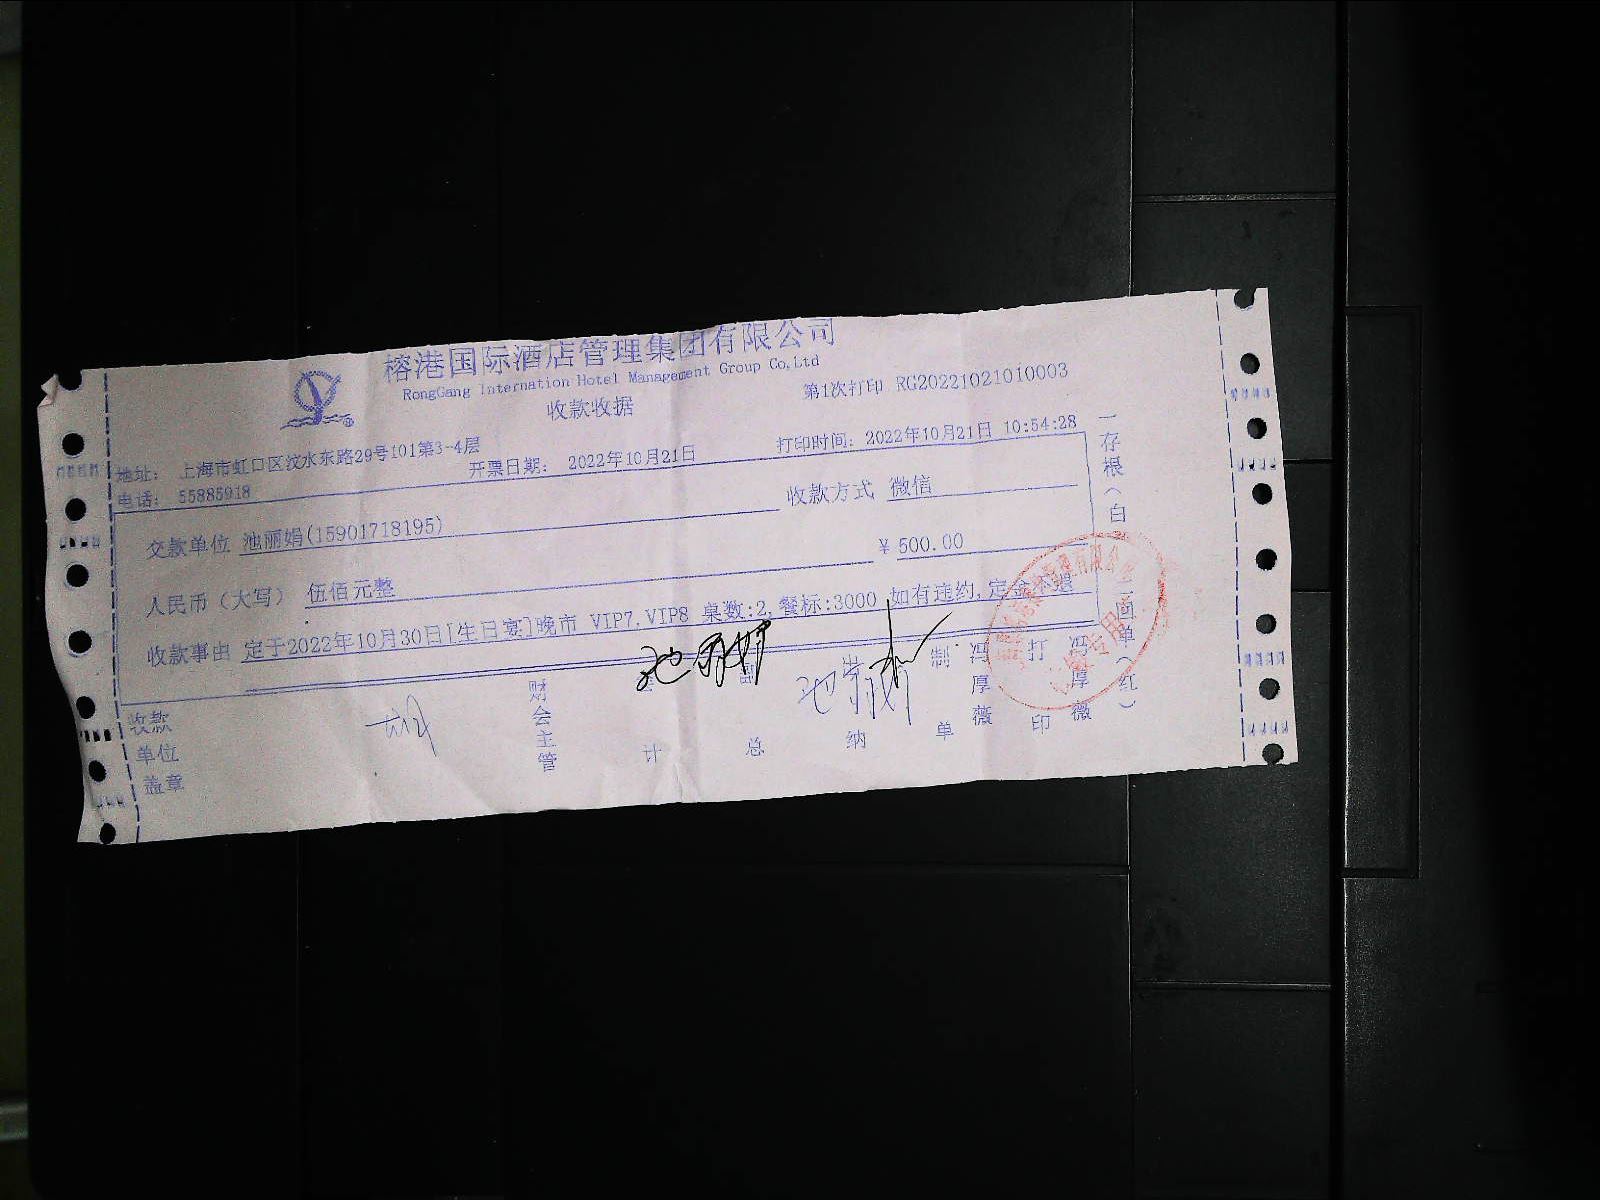 榕港国际酒店管理集团有限公司
RongGang Internation Hotel Management Group Co,Ltd
收款收据
第1次打印 RG20221021010003
地址： 上海市虹口区汶水东路29号101第3-4层
电话： 55885918
开票日期： 2022年10月21日
打印时间： 2022年10月21日 10:54:28
交款单位 池丽娟(15901718195)
收款方式 微信
人民币（大写） 伍佰元整
¥ 500.00
收款事由 定于2022年10月30日[生日宴]晚市 VIP7.VIP8 桌数:2,餐标:3000 如有违约,定金不退
收款单位盖章
财会主管
计
总
纳
制单
冯厚薇
打印
冯厚薇
一存根（白
二回单（红）